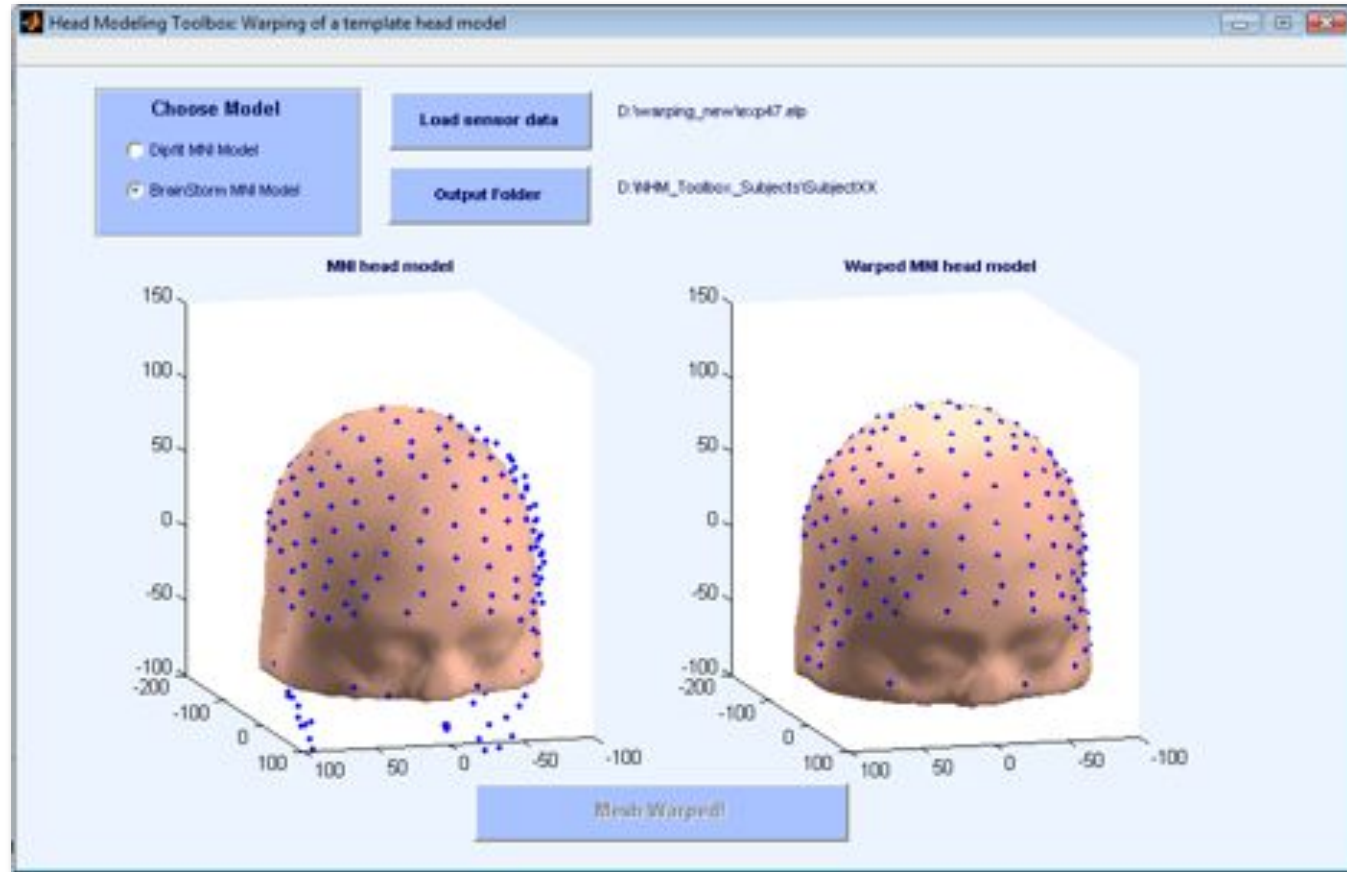 Head Modeling Toolbox: Warping of a template head model
Choose Model
Dipfit MNI Model
BrainStorm MNI Model
Load sensor data
D:\warping_new\exp47.elp
Output Folder
D:\NHM_Toolbox_Subjects\SubjectXX
MNI head model
150
100
50
0
-50
-100
-200
-100
0
100
100
50
0
-50
-100
Warped MNI head model
150
100
50
0
-50
-100
-200
-100
0
100
100
50
0
-50
-100
Mesh Warped!